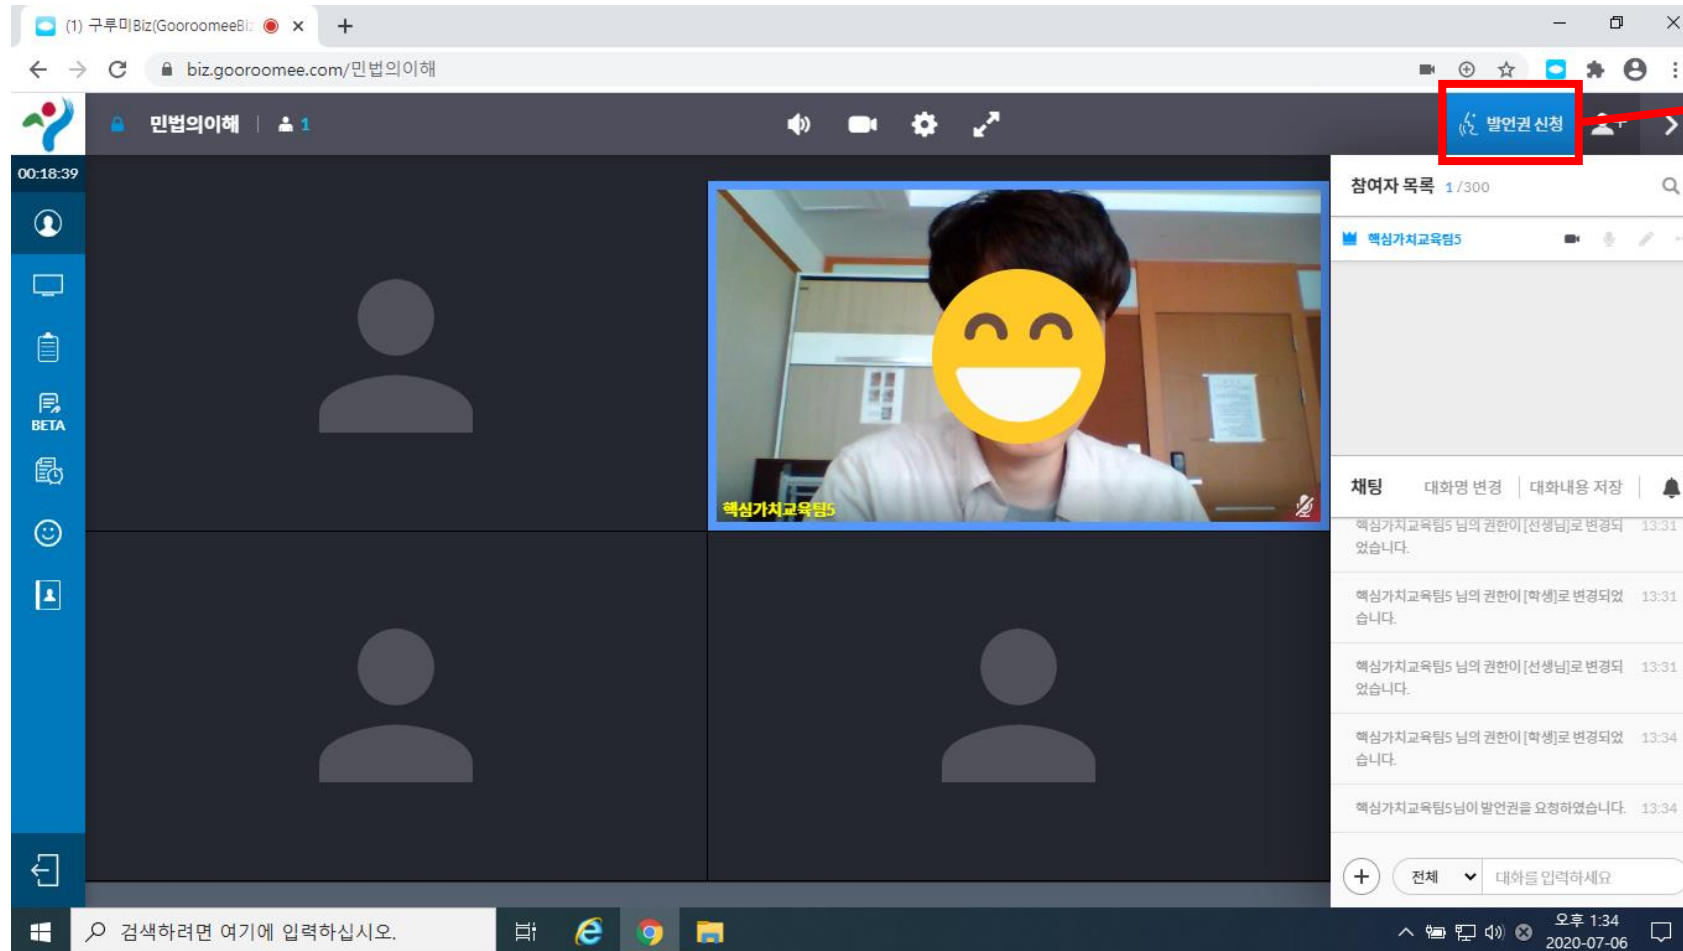 (1) 구루미Biz(GooroomeeBiz
biz.gooroomee.com/민법의이해
민법의이해 1
발언권 신청
00:18:39
참여자 목록 1/300
핵심가치교육팀5
BETA
핵심가치교육팀5
채팅 대화명 변경 대화내용 저장
핵심가치교육팀5 님의 권한이 [선생님]로 변경되 13:31
었습니다.
핵심가치교육팀5 님의 권한이 [학생]로 변경되었 13:31
습니다.
핵심가치교육팀5 님의 권한이 [선생님]로 변경되 13:31
었습니다.
핵심가치교육팀5 님의 권한이 [학생]로 변경되었 13:34
습니다.
핵심가치교육팀5님이 발언권을 요청하였습니다. 13:34
전체 대화를 입력하세요
검색하려면 여기에 입력하십시오.
오후 1:34
2020-07-06